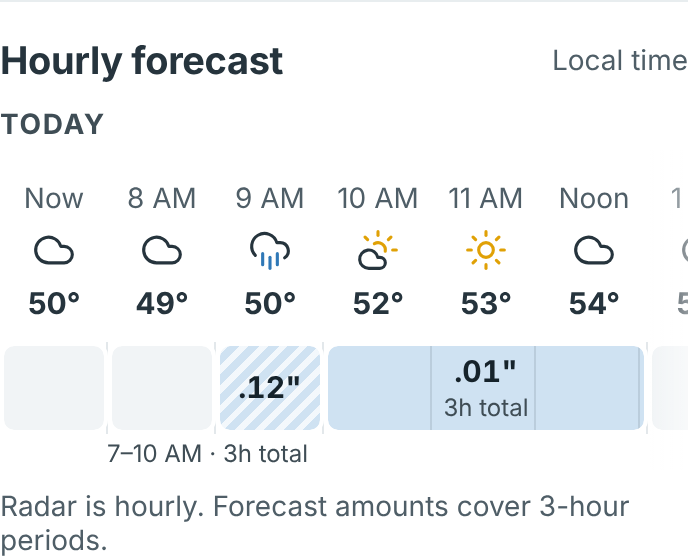 Hourly forecast
Local time
TODAY
Now 8 AM 9 AM 10 AM 11 AM Noon
50° 49° 50° 52° 53° 54°
.12" .01"
3h total
7–10 AM · 3h total
Radar is hourly. Forecast amounts cover 3-hour
periods.